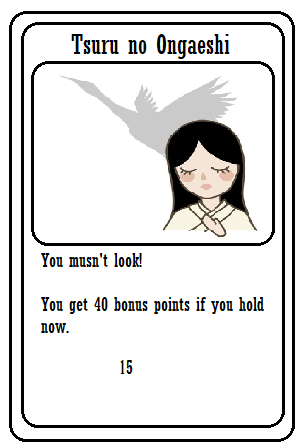 Tsuru no Ongaeshi
You musn't look!
You get 40 bonus points if you hold
now.
15